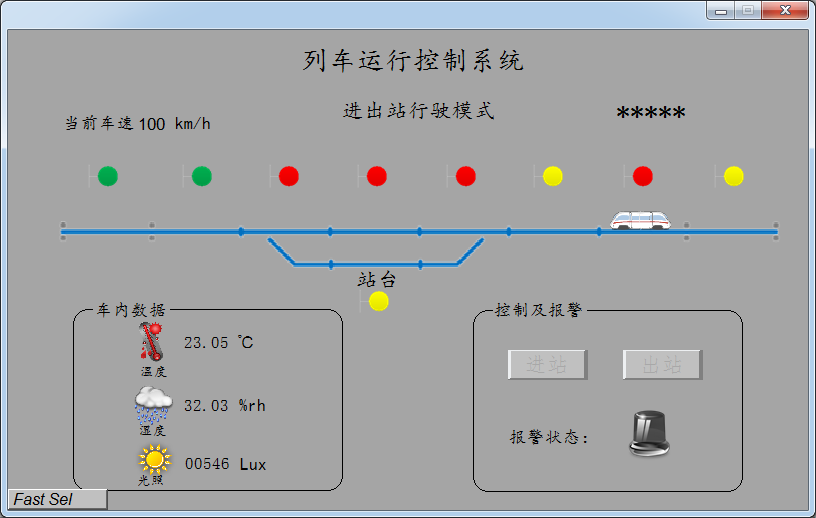 列车运行控制系统
进出站行驶模式
*****
当前车速 100 km/h
站台
车内数据
23.05 ℃
温度
32.03 %rh
湿度
00546 Lux
光照
控制及报警
进站 出站
报警状态：
Fast Sel